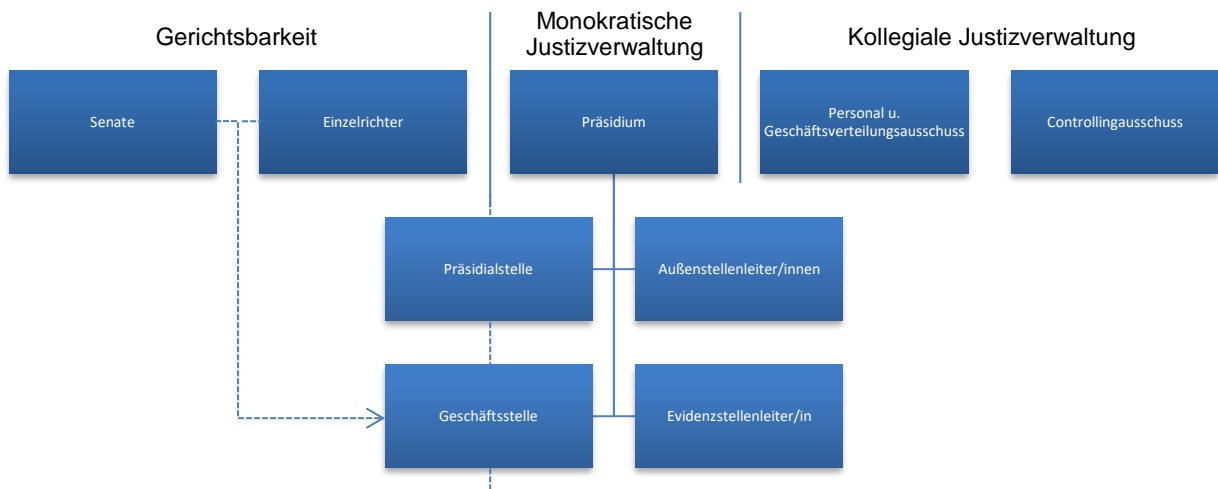 Gerichtsbarkeit
Monokratische
Justizverwaltung
Kollegiale Justizverwaltung
Senate
Einzelrichter
Präsidium
Personal u.
Geschäftsverteilungsausschuss
Controllingausschuss
Präsidialstelle
Außenstellenleiter/innen
Geschäftsstelle
Evidenzstellenleiter/in